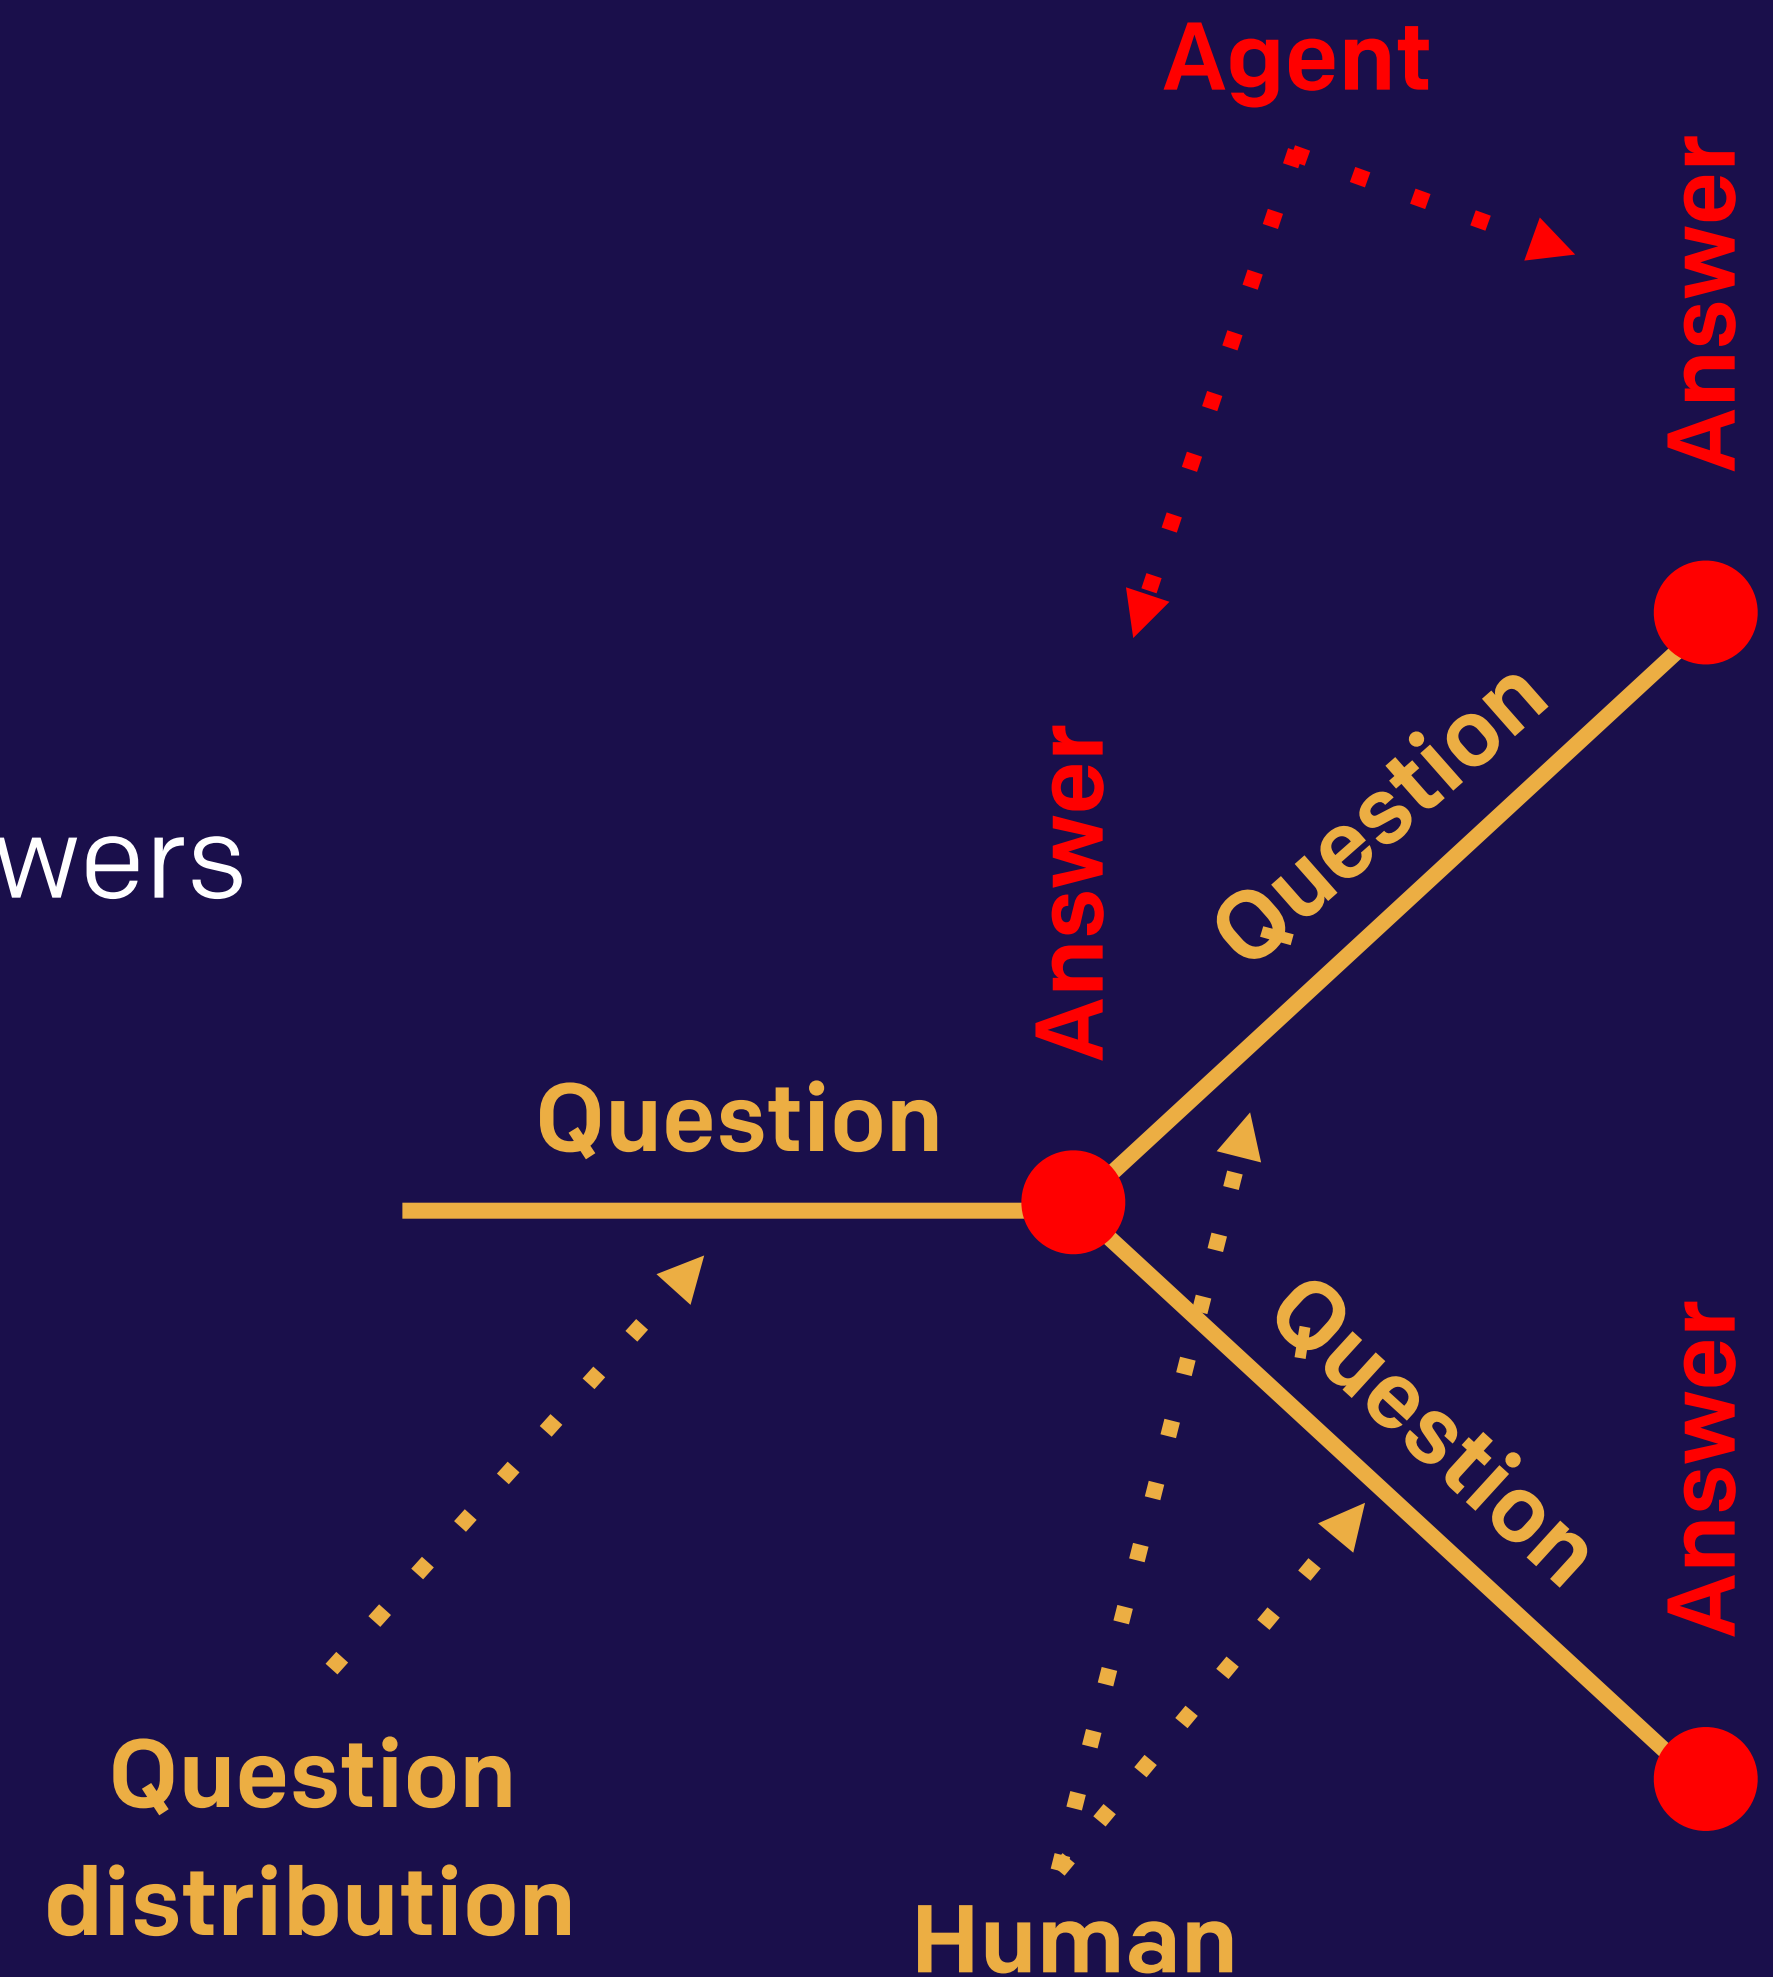 Agent
Answer
Question
wers
Answer
Question
Question
Answer
Question
distribution
Human